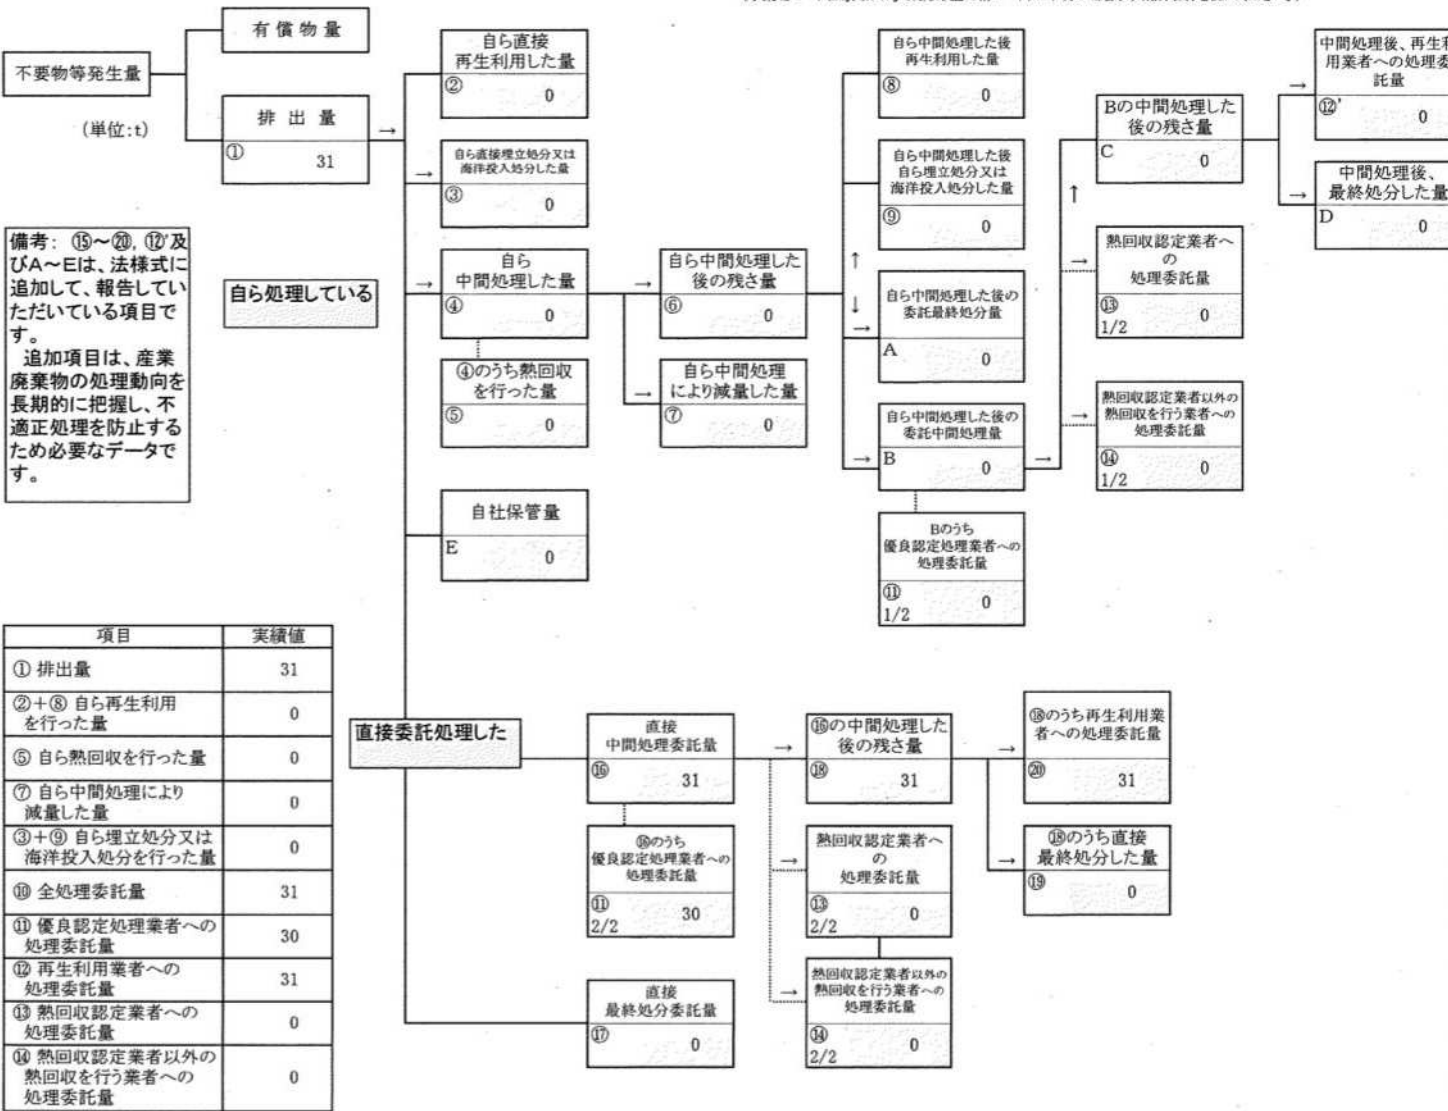 不要物等発生量
有償物量
(単位:t)
排出量
①
31
→
備考: ⑮～⑳, ⑫'及
びA～Eは、法様式に
追加して、報告してい
ただいている項目で
す。
追加項目は、産業
廃棄物の処理動向を
長期的に把握し、不
適正処理を防止する
ため必要なデータで
す。
自ら処理している
自ら直接
再生利用した量
②
0
→
自ら直接埋立処分又は
海洋投入処分した量
③
0
→
自ら
中間処理した量
④
0
④のうち熱回収
を行った量
⑤
0
自社保管量
E
0
→
自ら中間処理した
後の残さ量
⑥
0
→
自ら中間処理
により減量した量
⑦
0
自ら中間処理した後
再生利用した量
⑧
0
自ら中間処理した後
自ら埋立処分又は
海洋投入処分した量
⑨
0
↑
↓
→
自ら中間処理した後の
委託最終処分量
A
0
→
自ら中間処理した後の
委託中間処理量
B
0
→
Bのうち
優良認定処理業者への
処理委託量
⑪
1/2
0
↑
Bの中間処理した
後の残さ量
C
0
→
熱回収認定業者へ
の
処理委託量
⑬
1/2
0
→
熱回収認定業者以外の
熱回収を行う業者への
処理委託量
⑭
1/2
0
→
中間処理後、再生利
用業者への処理委
託量
⑫'
0
→
中間処理後、
最終処分した量
D
0
項目 実績値
① 排出量 31
②+⑧ 自ら再生利用
を行った量 0
⑤ 自ら熱回収を行った量 0
⑦ 自ら中間処理により
減量した量 0
③+⑨ 自ら埋立処分又は
海洋投入処分を行った量 0
⑩ 全処理委託量 31
⑪ 優良認定処理業者への
処理委託量 30
⑫ 再生利用業者への
処理委託量 31
⑬ 熱回収認定業者への
処理委託量 0
⑭ 熱回収認定業者以外の
熱回収を行う業者への
処理委託量 0
直接委託処理した
直接
中間処理委託量
⑯
31
⑯のうち
優良認定処理業者への
処理委託量
⑪
2/2
30
直接
最終処分委託量
⑰
0
→
⑯の中間処理した
後の残さ量
⑱
31
→
熱回収認定業者へ
の
処理委託量
⑬
2/2
0
→
熱回収認定業者以外の
熱回収を行う業者への
処理委託量
⑭
2/2
0
→
⑱のうち再生利用業
者への処理委託量
⑳
31
→
⑱のうち直接
最終処分した量
⑲
0